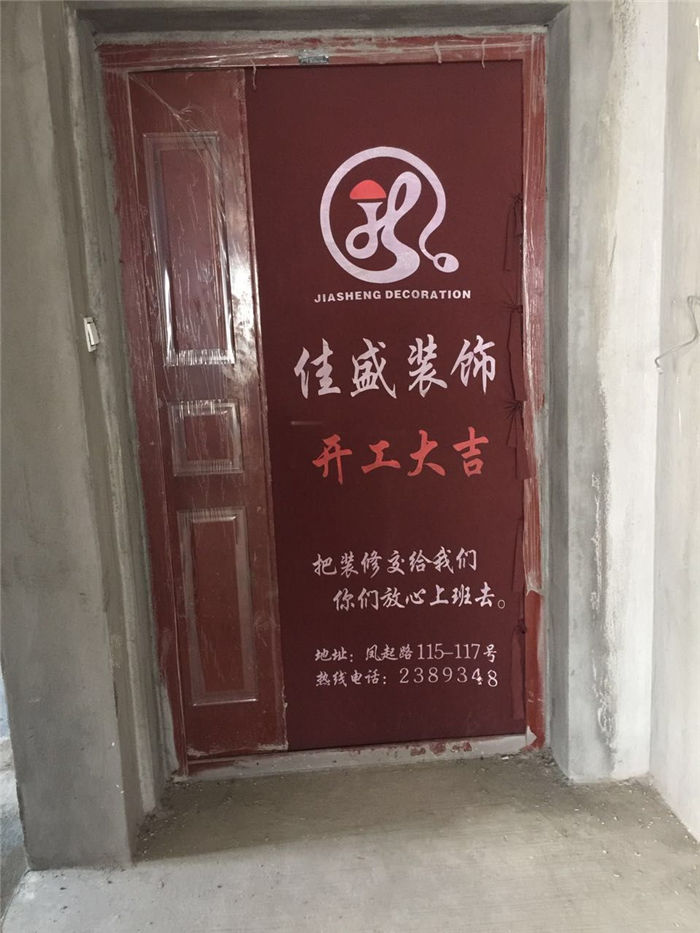 JIASHENG DECORATION
佳盛装饰
开工大吉
把装修交给我们
你们放心上班去。
地址：凤起路115-117号
热线电话：2389348